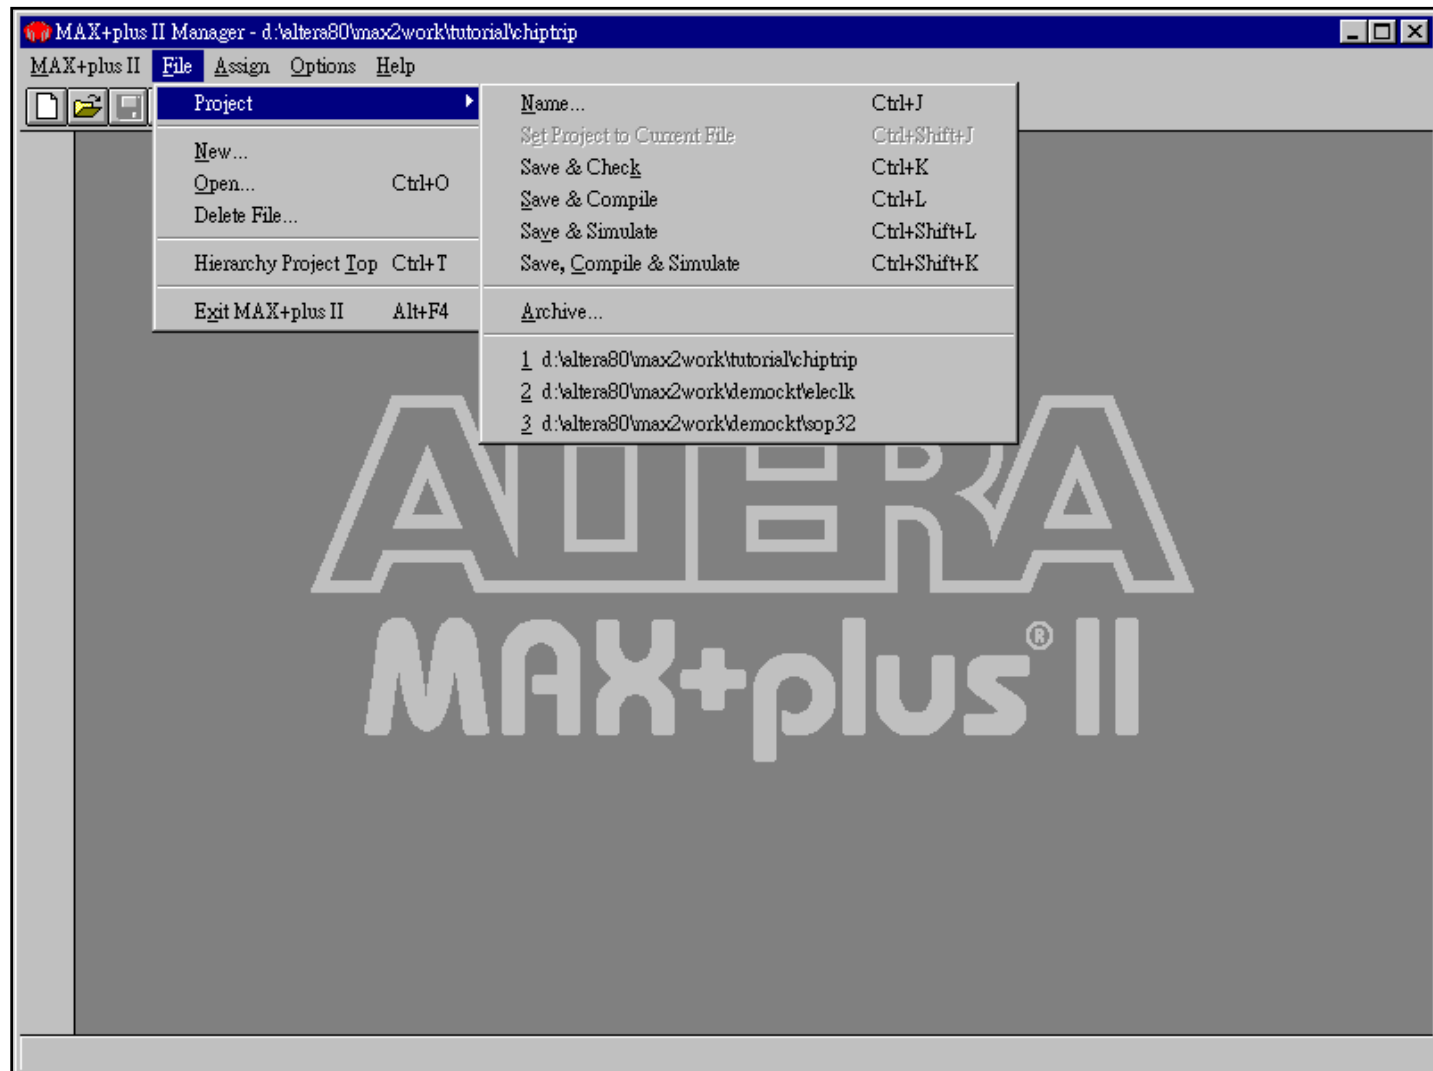 MAX+plus II Manager - d:\altera80\max2work\tutorial\chiptrip
MAX+plus II File Assign Options Help
Project
New...
Open... Ctrl+O
Delete File...
Hierarchy Project Top Ctrl+T
Exit MAX+plus II Alt+F4
Name... Ctrl+J
Set Project to Current File Ctrl+Shift+J
Save & Check Ctrl+K
Save & Compile Ctrl+L
Save & Simulate Ctrl+Shift+L
Save, Compile & Simulate Ctrl+Shift+K
Archive...
1 d:\altera80\max2work\tutorial\chiptrip
2 d:\altera80\max2work\demockt\eleclk
3 d:\altera80\max2work\demockt\sop32
ALTERA
MAX+plus® II